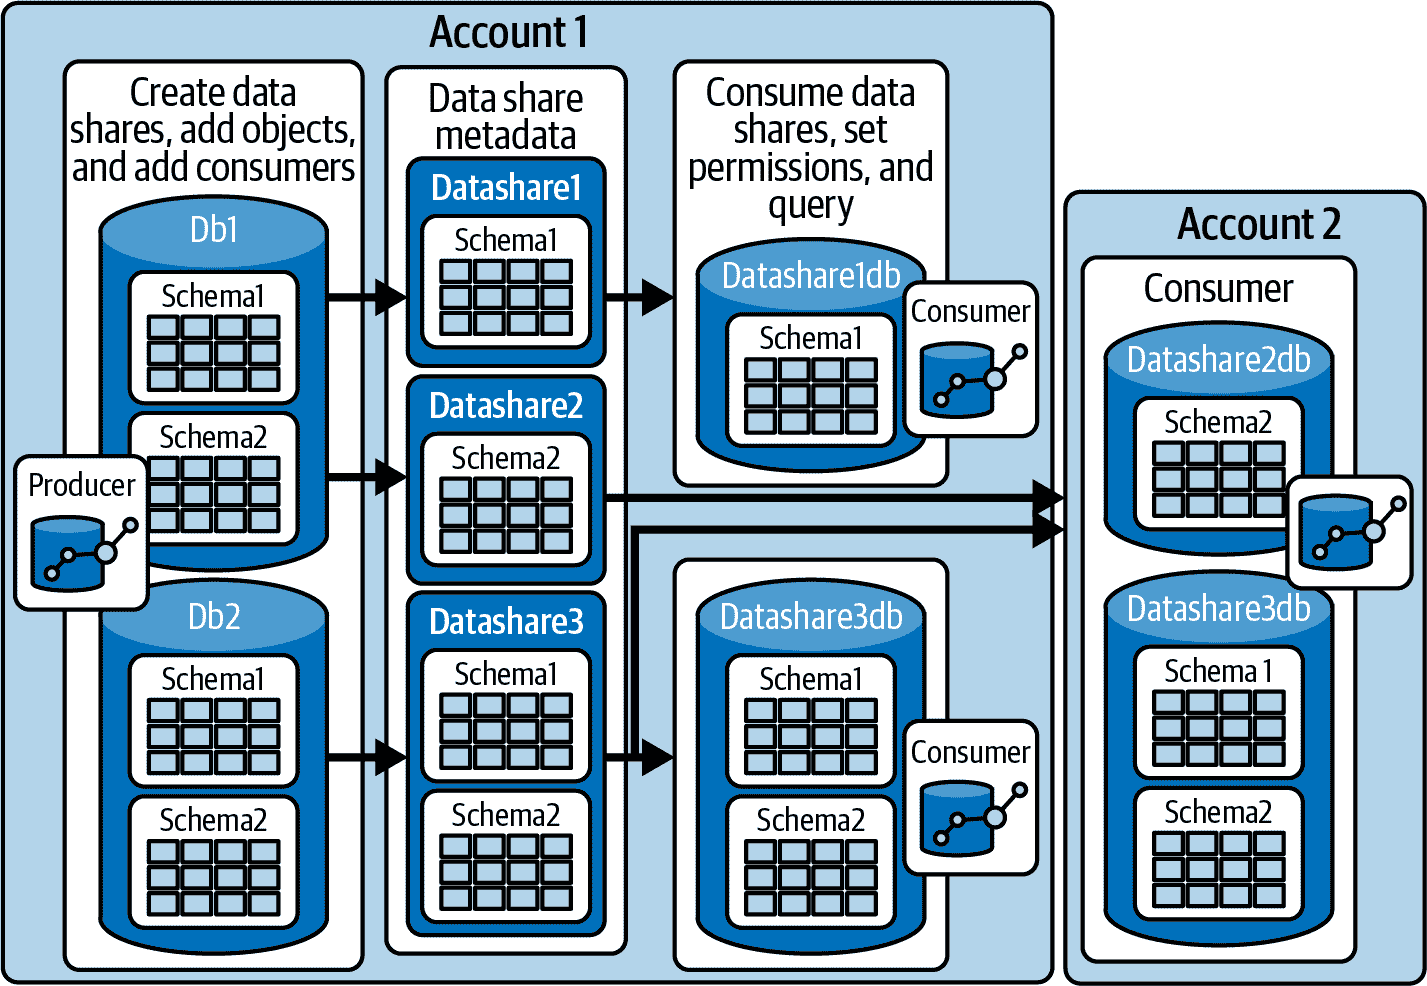 Account 1
Create data
shares, add objects,
and add consumers
Db1
Schema1
Schema2
Producer
Db2
Schema1
Schema2
Data share
metadata
Datashare1
Schema1
Datashare2
Schema2
Datashare3
Schema1
Schema2
Consume data
shares, set
permissions, and
query
Datashare1db
Schema1
Consumer
Datashare3db
Schema1
Schema2
Consumer
Account 2
Consumer
Datashare2db
Schema2
Datashare3db
Schema 1
Schema2